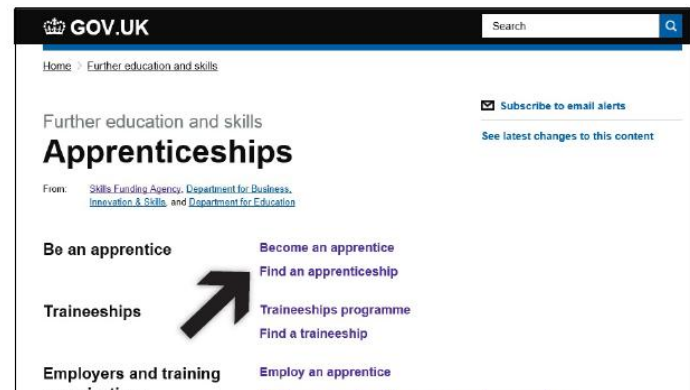 GOV.UK
Search
Home > Further education and skills
Subscribe to email alerts
Further education and skills
See latest changes to this content
Apprenticeships
From: Skills Funding Agency, Department for Business,
Innovation & Skills, and Department for Education
Be an apprentice
Become an apprentice
Find an apprenticeship
Traineeships
Traineeships programme
Find a traineeship
Employers and training
Employ an apprentice